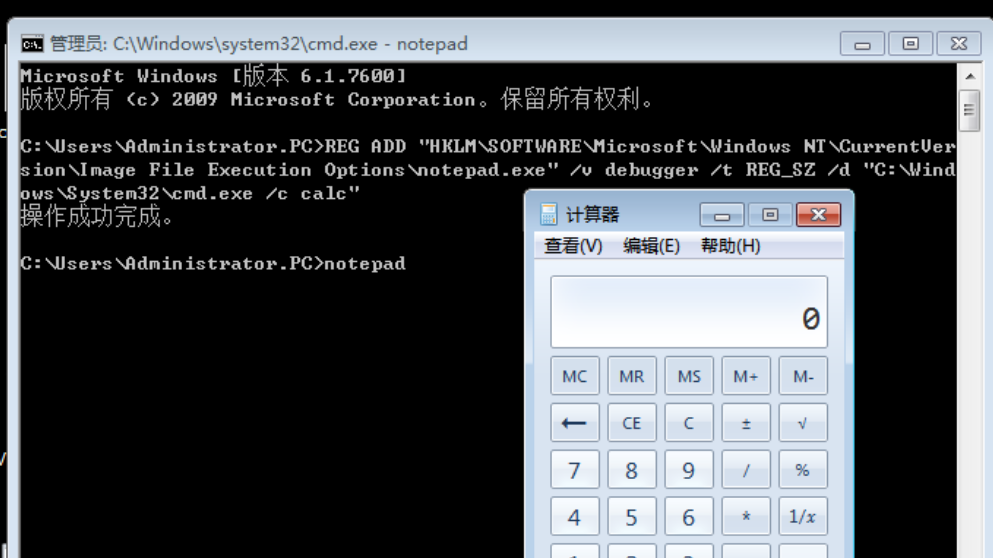 管理员: C:\Windows\system32\cmd.exe - notepad
Microsoft Windows [版本 6.1.7600]
版权所有 (c) 2009 Microsoft Corporation。保留所有权利。
C:\Users\Administrator.PC>REG ADD "HKLM\SOFTWARE\Microsoft\Windows NT\CurrentVer
sion\Image File Execution Options\notepad.exe" /v debugger /t REG_SZ /d "C:\Wind
ows\System32\cmd.exe /c calc"
操作成功完成。
C:\Users\Administrator.PC>notepad
计算器
查看(V) 编辑(E) 帮助(H)
0
MC MR MS M+ M-
← CE C ± √
7 8 9 / %
4 5 6 * 1/x